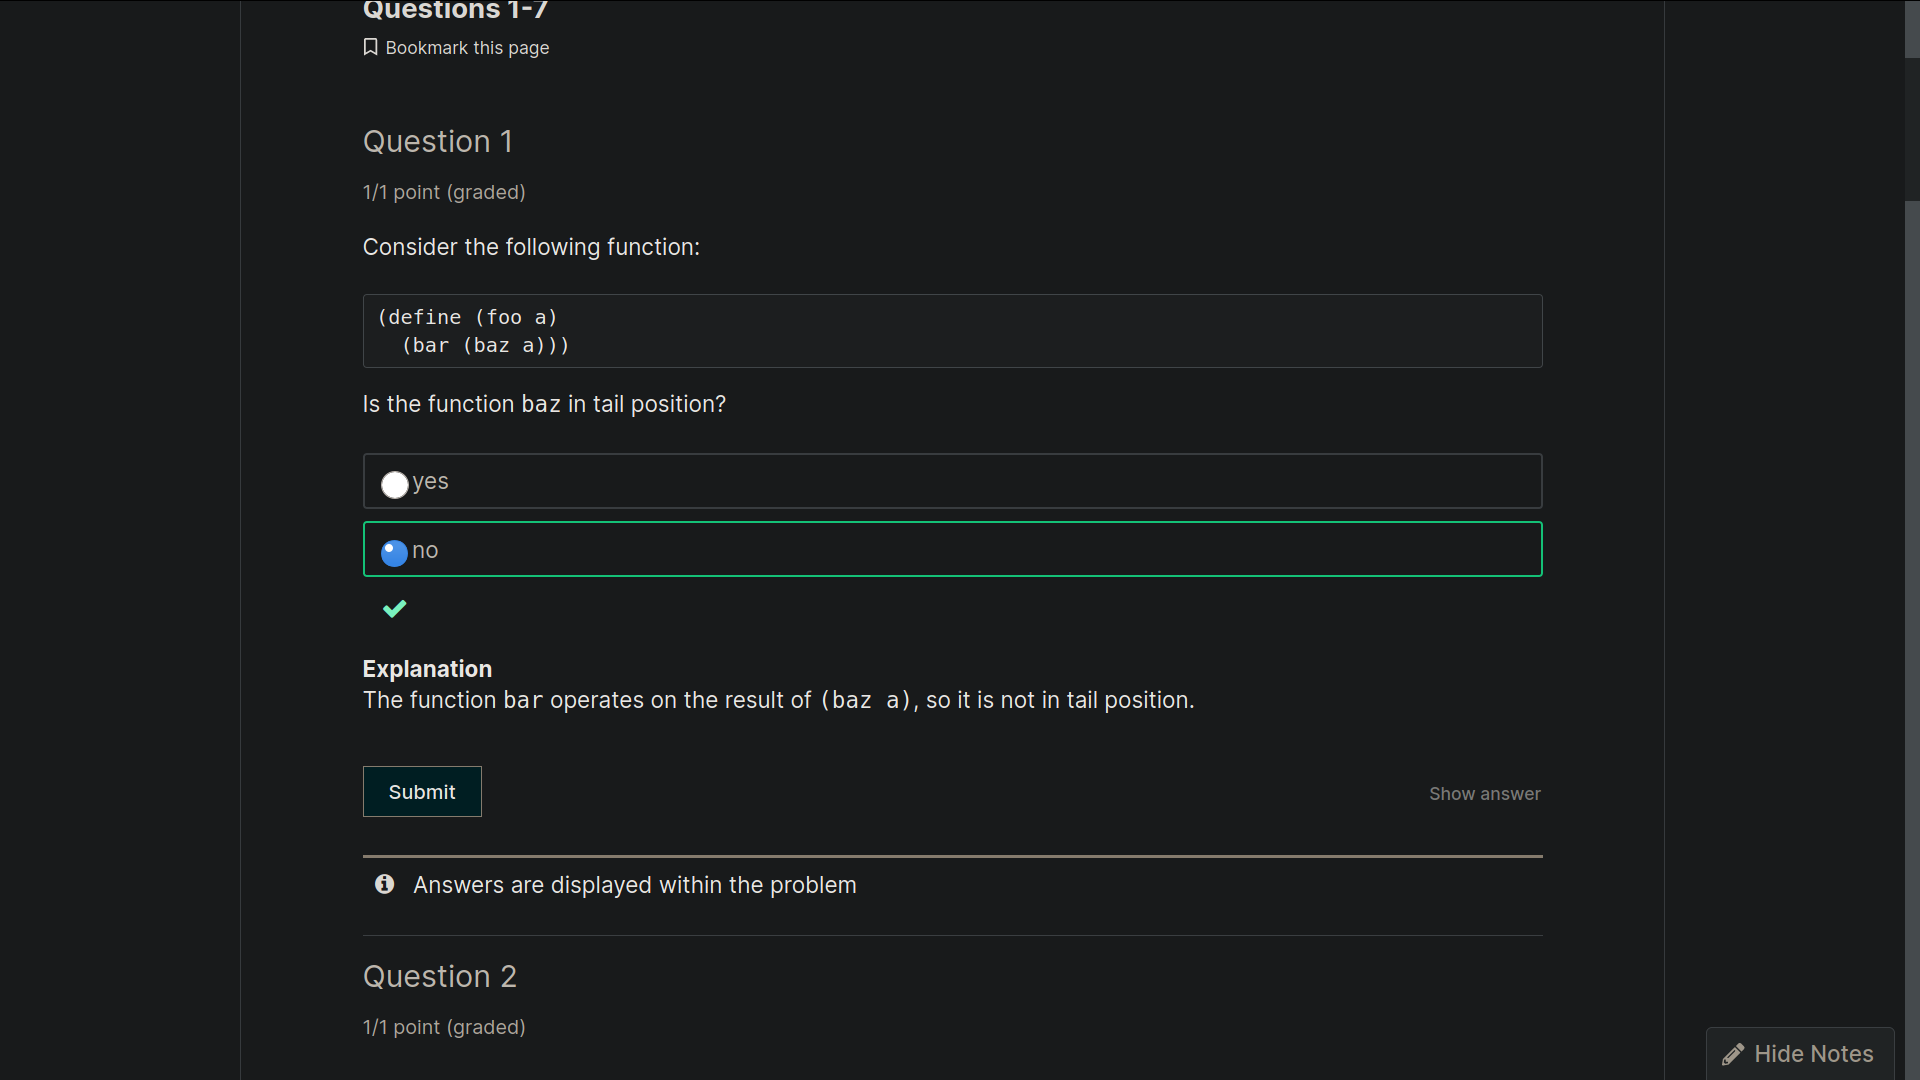 Questions 1-7
Bookmark this page
Question 1
1/1 point (graded)
Consider the following function:
(define (foo a)
  (bar (baz a)))
Is the function baz in tail position?
yes
no
Explanation
The function bar operates on the result of (baz a), so it is not in tail position.
Submit
Show answer
Answers are displayed within the problem
Question 2
1/1 point (graded)
Hide Notes